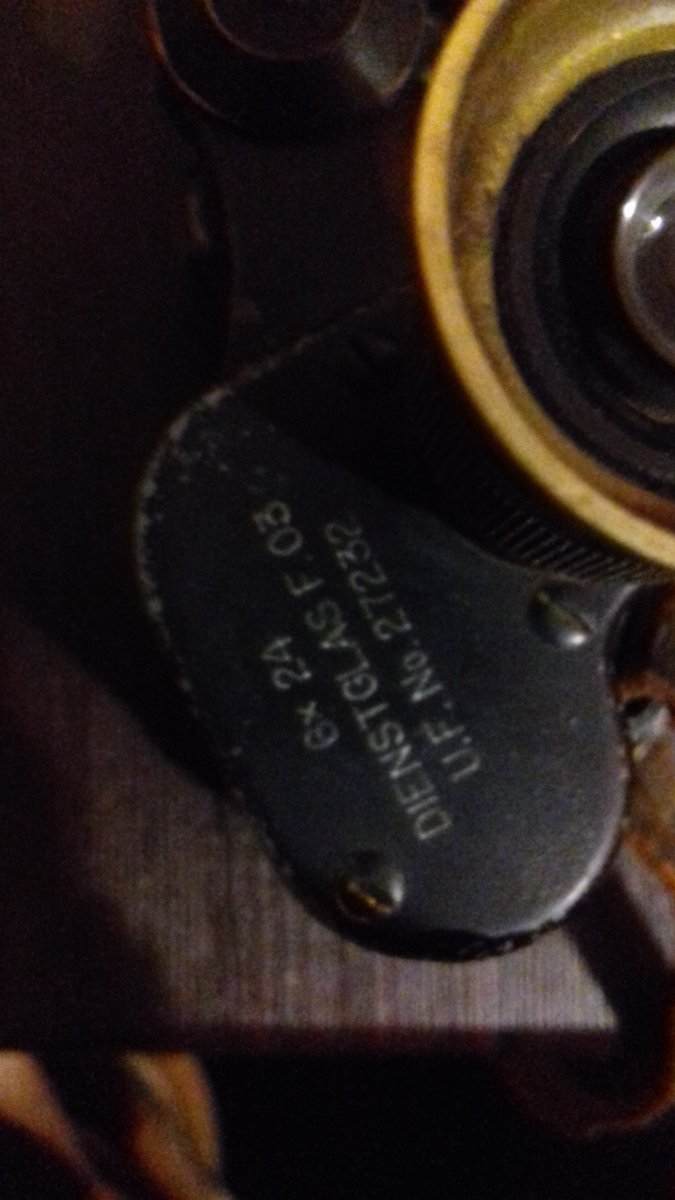 6x 24
DIENSTGLAS F. 03
U.F. No. 27232